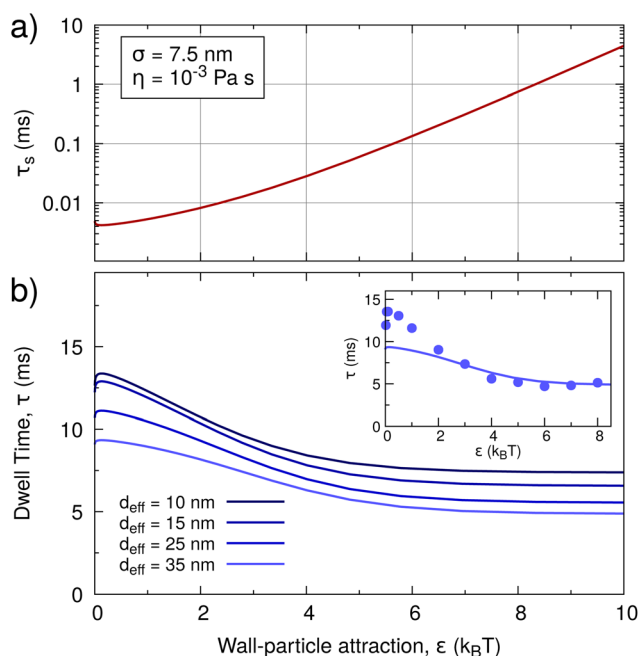 a)
10
1
0.1
0.01
τs (ms)
σ = 7.5 nm
η = 10-3 Pa s
b)
15
10
5
0
Dwell Time, τ (ms)
deff = 10 nm
deff = 15 nm
deff = 25 nm
deff = 35 nm
15
10
5
0
τ (ms)
0 2 4 6 8
ε (kBT)
0 2 4 6 8 10
Wall-particle attraction, ε (kBT)